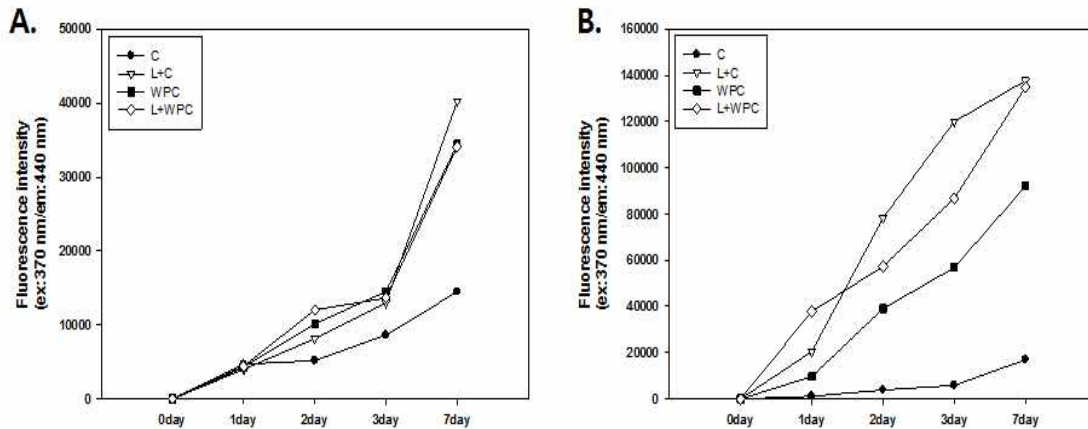 A.
50000
40000
30000
20000
10000
0
Fluorescence intensity
(ex:370 nm/em:440 nm)
C
L+C
WPC
L+WPC
0day 1day 2day 3day 7day
B.
160000
140000
120000
100000
80000
60000
40000
20000
0
Fluorescence intensity
(ex:370 nm/em:440 nm)
C
L+C
WPC
L+WPC
0day 1day 2day 3day 7day